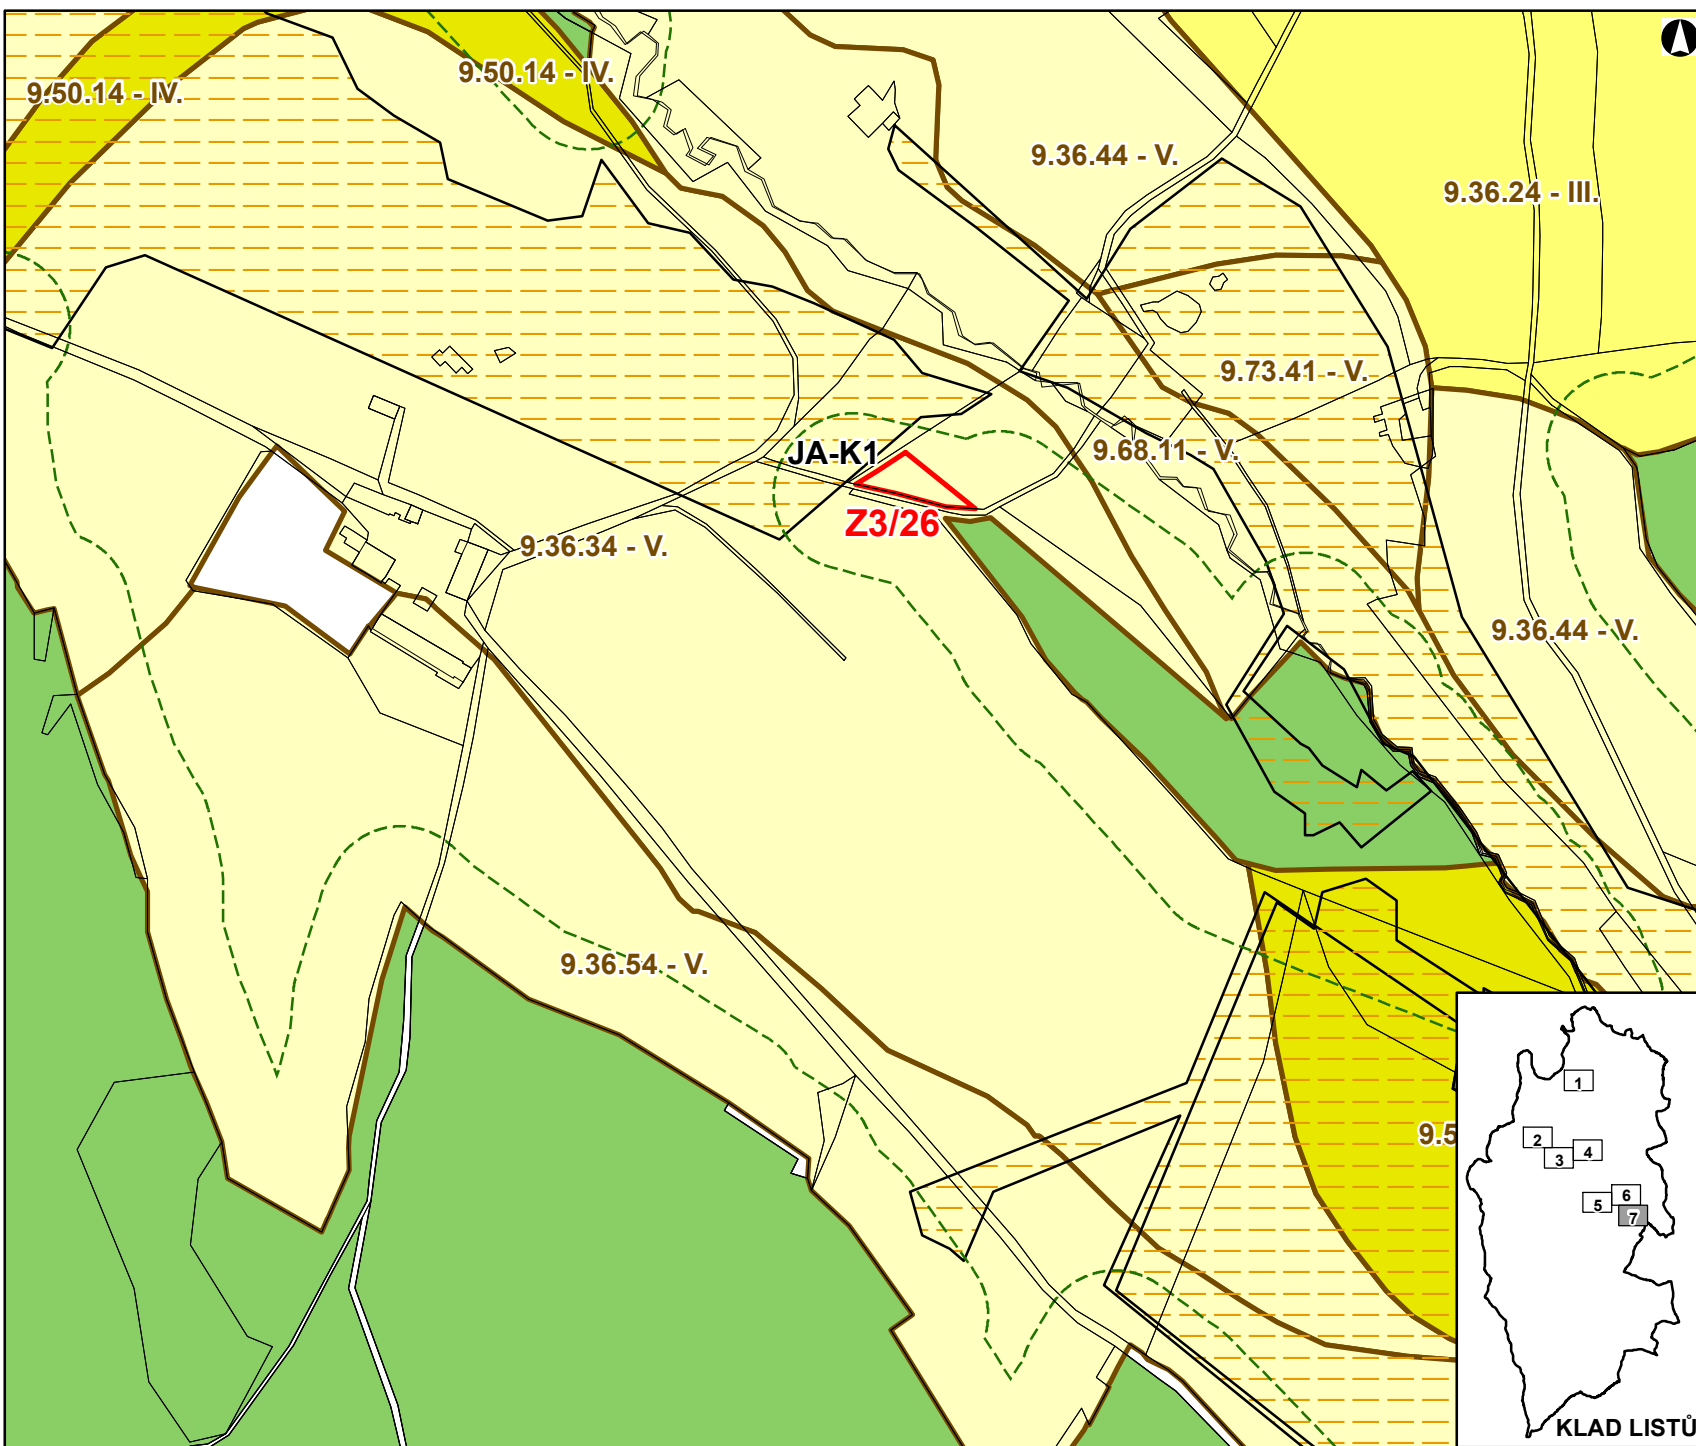 9.50.14 - IV.
9.50.14 - IV.
9.36.44 - V.
9.36.24 - III.
9.73.41 - V.
JA-K1
9.68.11 - V.
Z3/26
9.36.34 - V.
9.36.44 - V.
9.36.54 - V.
9.5
1
2
3
4
5
6
7
KLAD LISTŮ